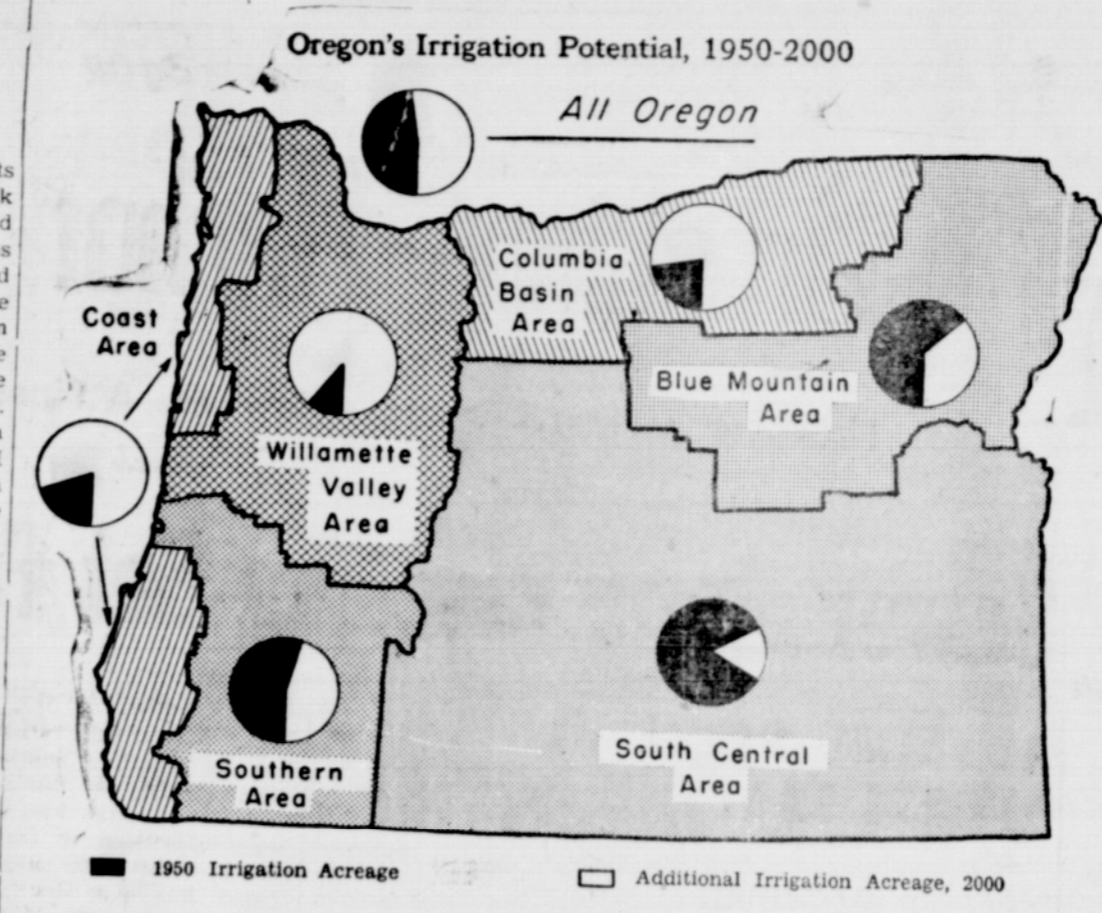 Oregon's Irrigation Potential, 1950-2000
All Oregon
Columbia
Basin
Area
Coast
Area
Blue Mountain
Area
Willamette
Valley
Area
South Central
Area
Southern
Area
1950 Irrigation Acreage
Additional Irrigation Acreage, 2000